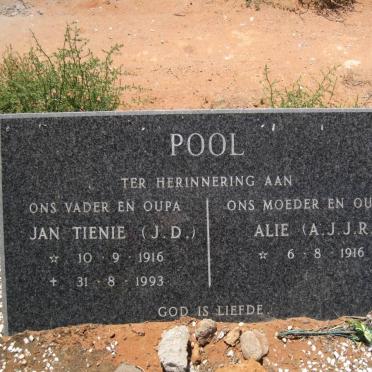 POOL
TER HERINNERING AAN
ONS VADER EN OUPA
JAN TIENIE (J.D.)
☆ 10·9·1916
+ 31·8·1993
ONS MOEDER EN
ALIE (A.J.J.R.
☆ 6·8·1916
GOD IS LIEFDE